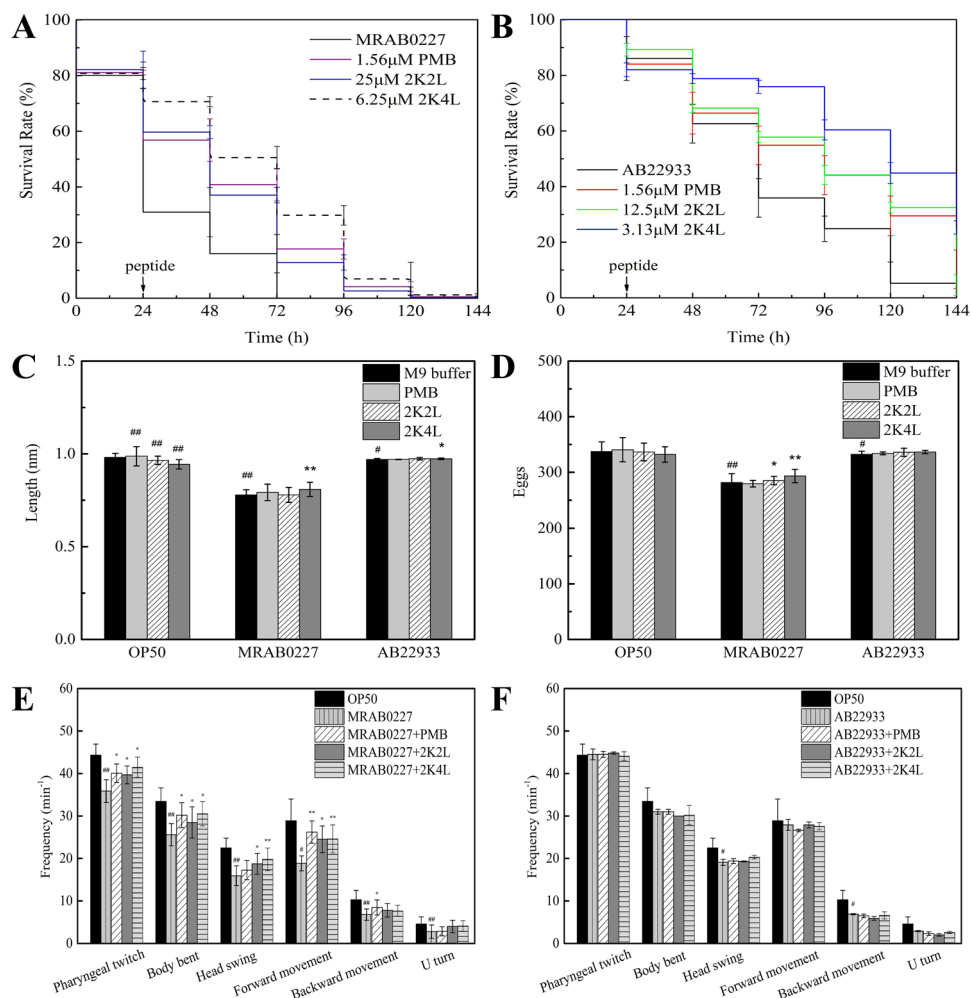 A
MRAB0227
1.56μM PMB
25μM 2K2L
6.25μM 2K4L
Survival Rate (%)
100
80
60
40
20
0
peptide
0 24 48 72 96 120 144
Time (h)
B
AB22933
1.56μM PMB
12.5μM 2K2L
3.13μM 2K4L
Survival Rate (%)
100
80
60
40
20
0
peptide
0 24 48 72 96 120 144
Time (h)
C
M9 buffer
PMB
2K2L
2K4L
Length (nm)
1.5
1.0
0.5
0.0
## ## ##
## **
# *
OP50 MRAB0227 AB22933
D
M9 buffer
PMB
2K2L
2K4L
Eggs
500
400
300
200
100
0
## * **
#
OP50 MRAB0227 AB22933
E
OP50
MRAB0227
MRAB0227+PMB
MRAB0227+2K2L
MRAB0227+2K4L
Frequency (min⁻¹)
60
50
40
30
20
10
0
## * * *
## * * *
## * **
# ** ** **
## *
##
Pharyngeal twitch
Body bent
Head swing
Forward movement
Backward movement
U turn
F
OP50
AB22933
AB22933+PMB
AB22933+2K2L
AB22933+2K4L
Frequency (min⁻¹)
60
50
40
30
20
10
0
#
#
Pharyngeal twitch
Body bent
Head swing
Forward movement
Backward movement
U turn